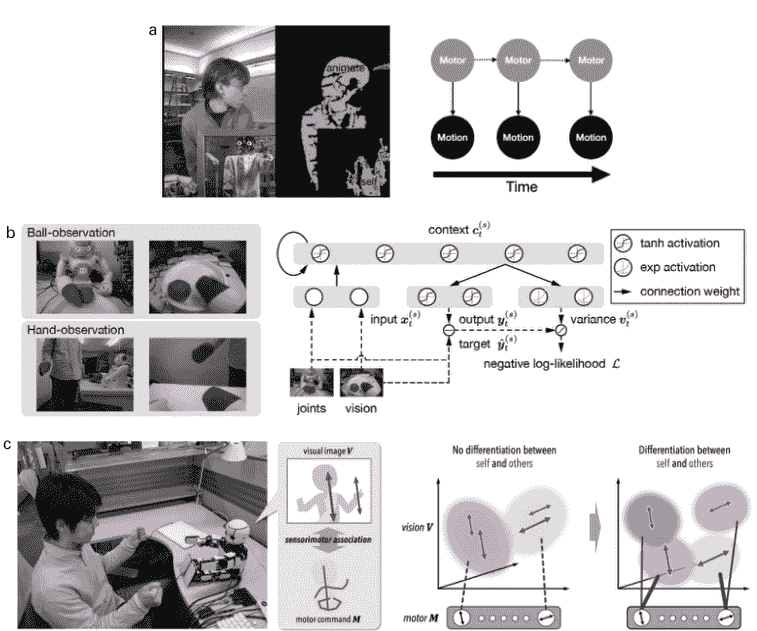 a
animate
self
Motor
Motor
Motor
Motion
Motion
Motion
Time
b
Ball-observation
Hand-observation
context c_t^(s)
input x_t^(s)
output y_t^(s)
variance v_t^(s)
target ŷ_t^(s)
negative log-likelihood ℒ
joints
vision
tanh activation
exp activation
connection weight
c
visual image V
sensorimotor association
motor command M
No differentiation between
self and others
Differentiation between
self and others
vision V
motor M